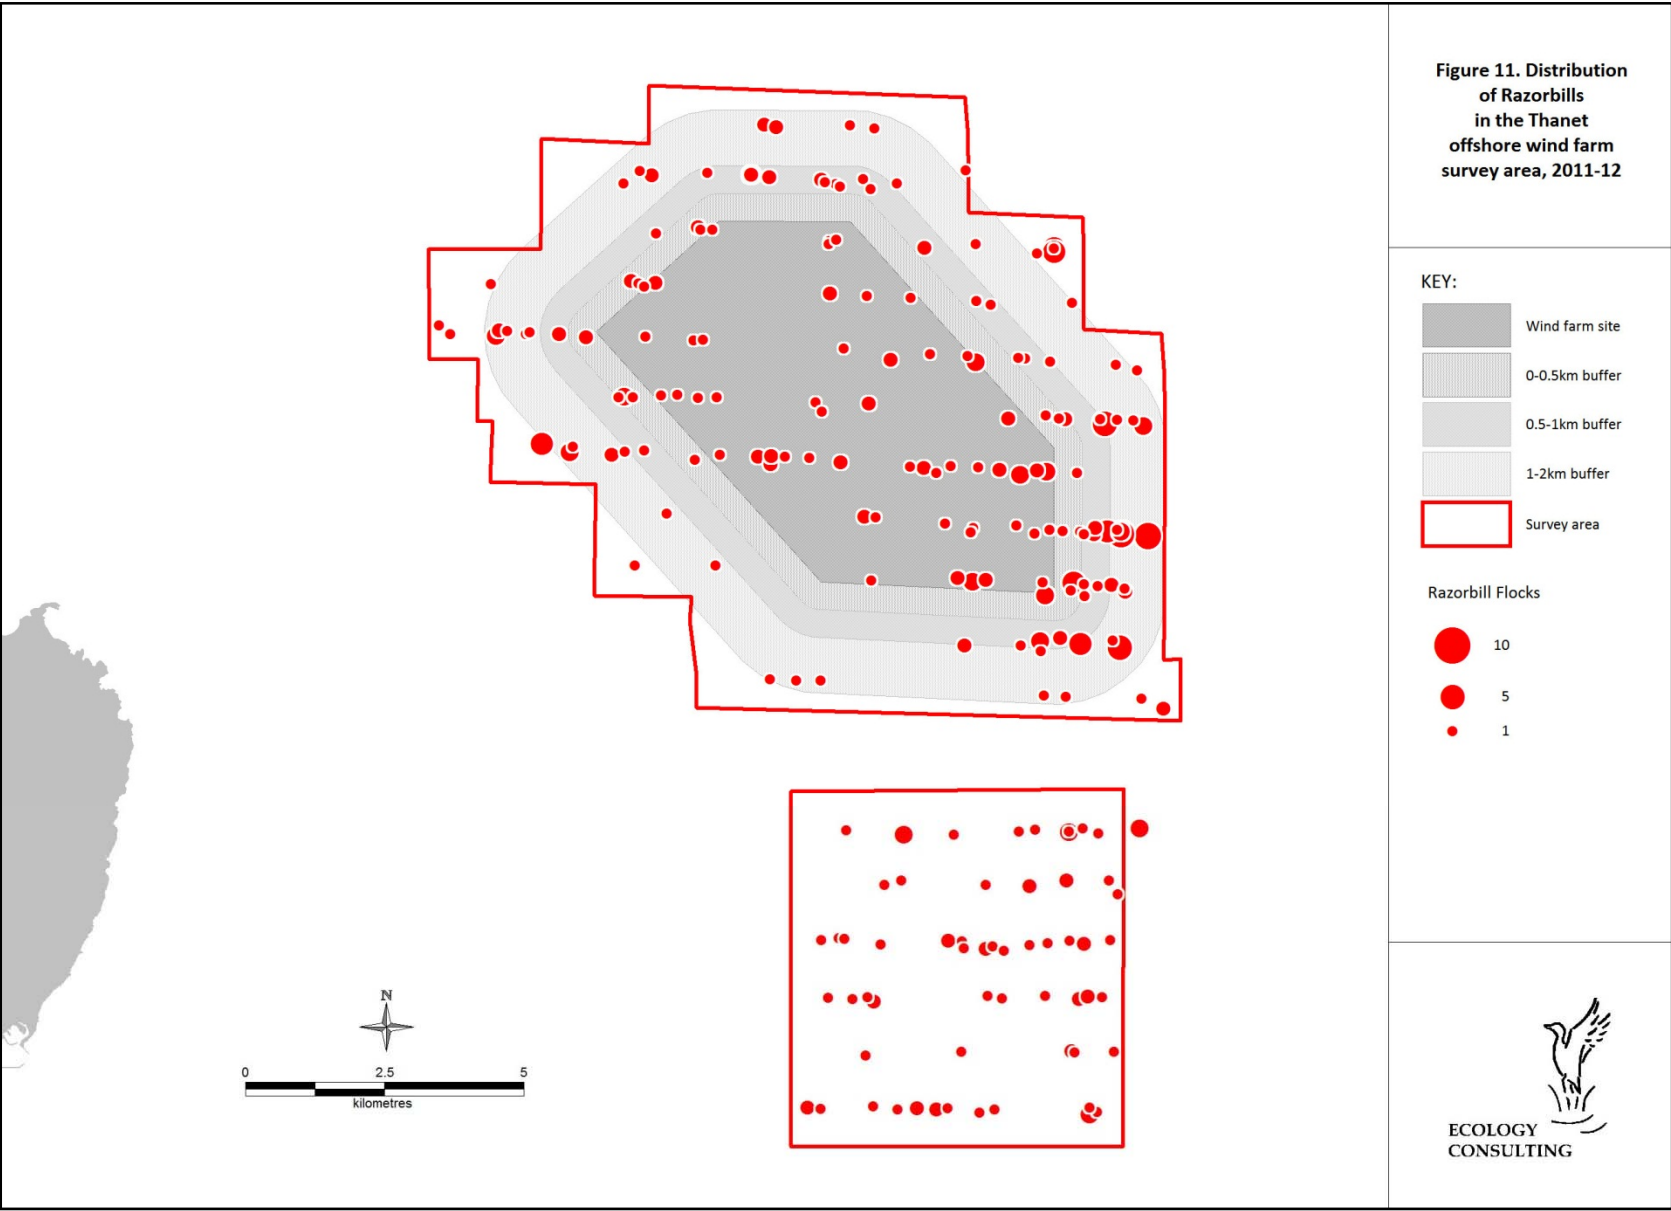 Figure 11. Distribution
of Razorbills
in the Thanet
offshore wind farm
survey area, 2011-12
KEY:
Wind farm site
0-0.5km buffer
0.5-1km buffer
1-2km buffer
Survey area
Razorbill Flocks
10
5
1
N
0 2.5 5
kilometres
ECOLOGY
CONSULTING